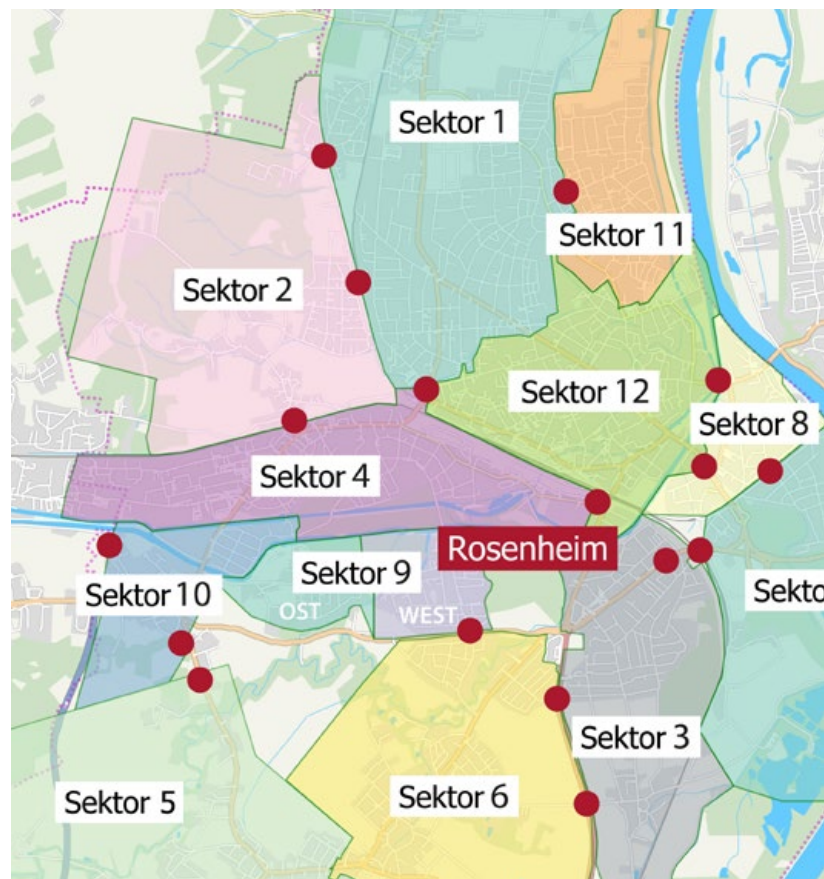 Sektor 1
Sektor 11
Sektor 2
Sektor 12
Sektor 8
Sektor 4
Rosenheim
Sektor 9
Sekto
Sektor 10
OST
WEST
Sektor 3
Sektor 5
Sektor 6